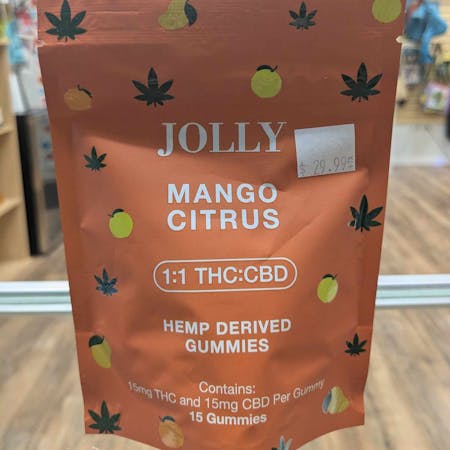 JOLLY
$ 29.99
MANGO
CITRUS
1:1 THC:CBD
HEMP DERIVED
GUMMIES
Contains:
15mg THC and 15mg CBD Per Gummy
15 Gummies